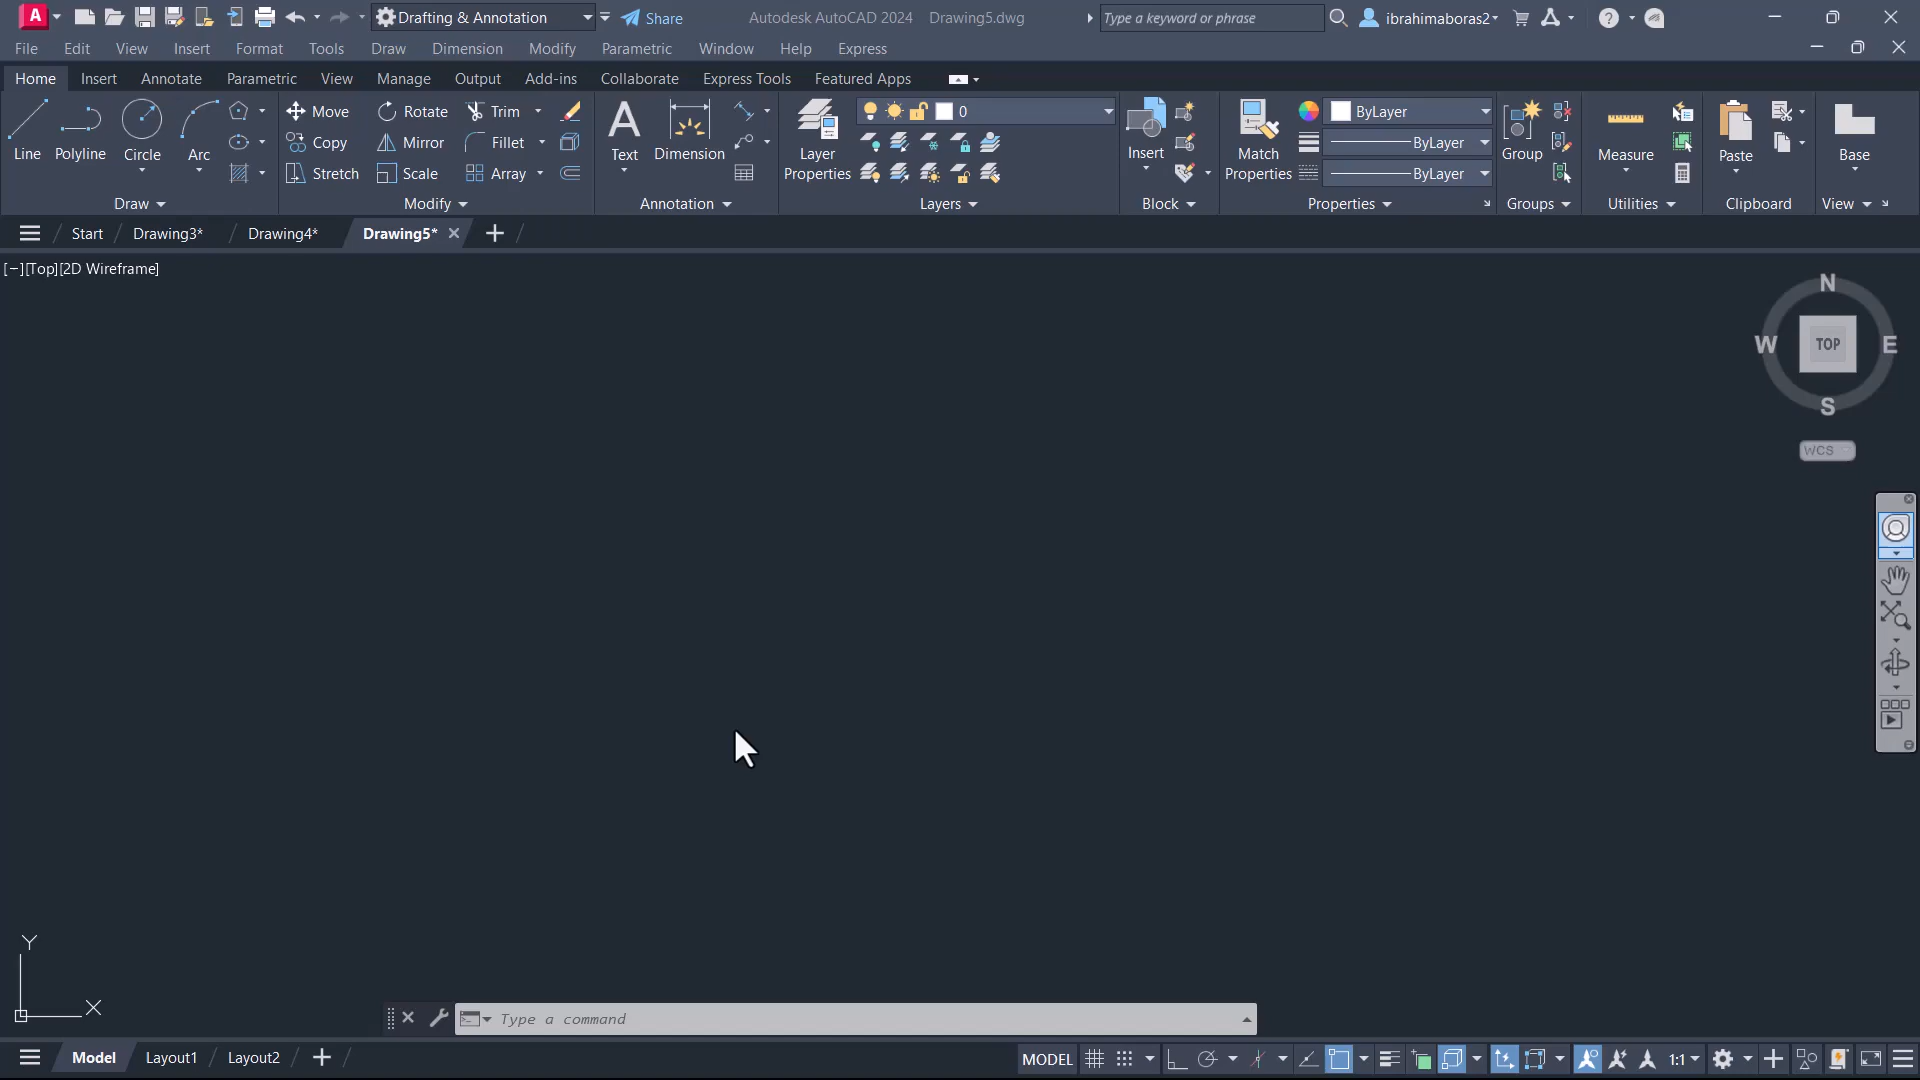 A Drafting & Annotation Share Autodesk AutoCAD 2024 Drawing5.dwg Type a keyword or phrase ibrahimaboras2
File Edit View Insert Format Tools Draw Dimension Modify Parametric Window Help Express
Home Insert Annotate Parametric View Manage Output Add-ins Collaborate Express Tools Featured Apps
Line Polyline Circle Arc
Move Rotate Trim
Copy Mirror Fillet
Stretch Scale Array
A Text Dimension
Layer Properties
0
Insert
Match Properties
ByLayer
ByLayer
ByLayer
Group
Measure
Paste
Base
Draw Modify Annotation Layers Block Properties Groups Utilities Clipboard View
Start Drawing3* Drawing4* Drawing5*
[−][Top][2D Wireframe]
N
W TOP E
S
WCS
Y
X
Type a command
Model Layout1 Layout2 MODEL 1:1